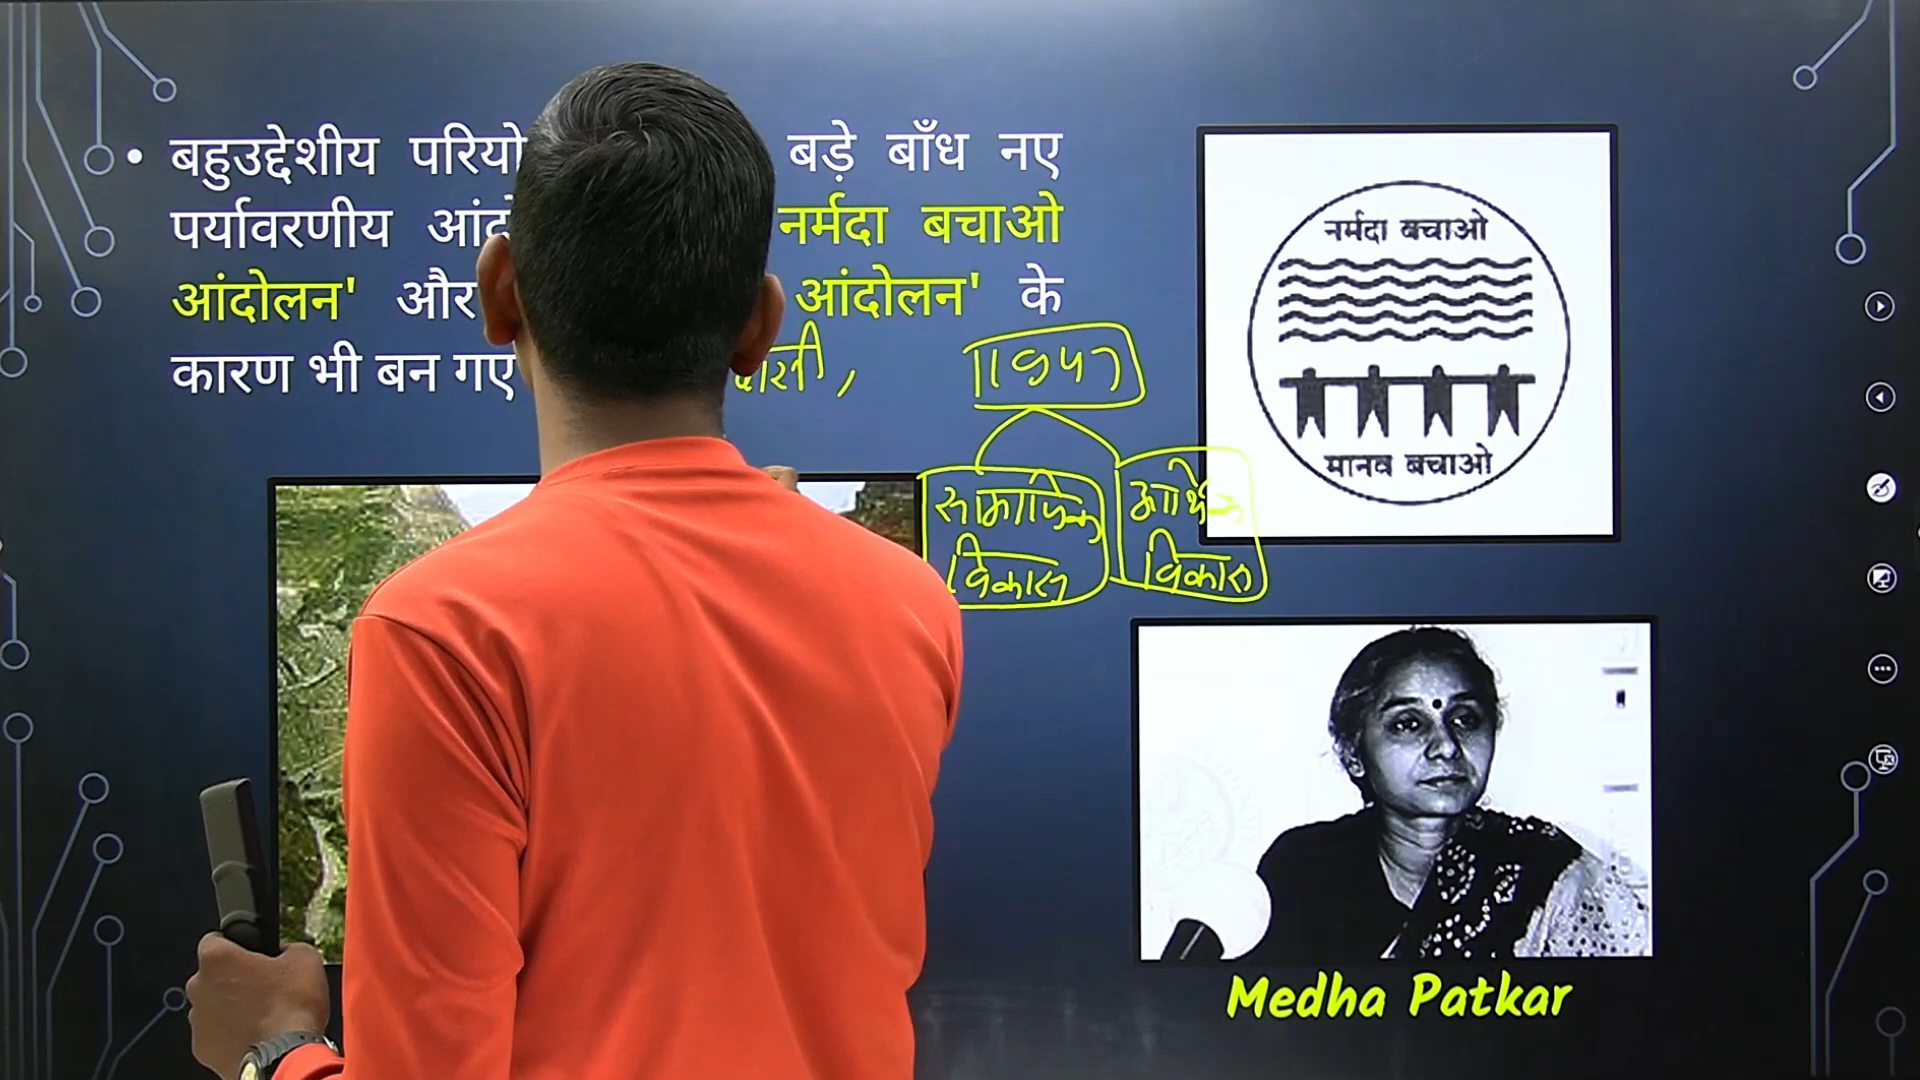 बहुउद्देशीय परियो बड़े बाँध नए
पर्यावरणीय नर्मदा बचाओ
आंदोलन' और आंदोलन' के
कारण भी बन गए
1947
सामाजिक
विकास
आर्थिक
विकास
नर्मदा बचाओ
मानव बचाओ
Medha Patkar